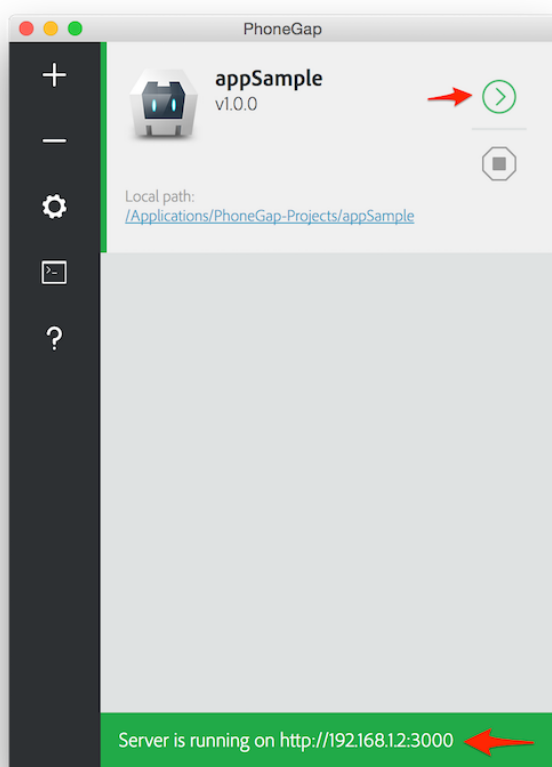 PhoneGap
appSample
v1.0.0
Local path:
/Applications/PhoneGap-Projects/appSample
Server is running on http://192.168.1.2:3000